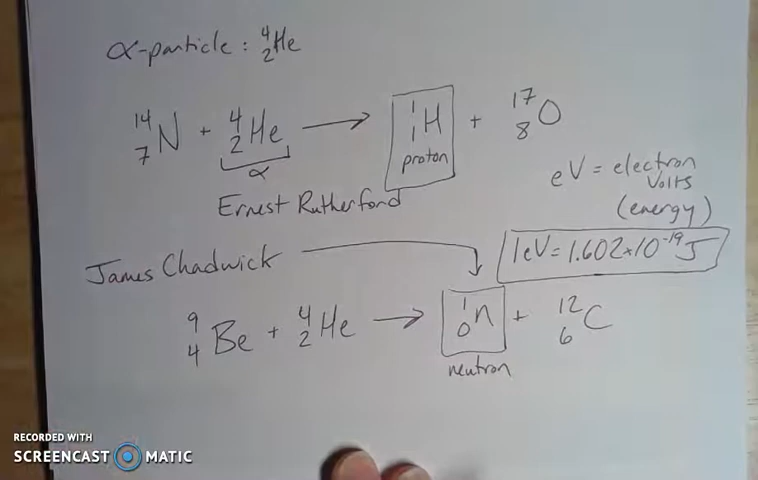 α-particle: ⁴₂He
¹⁴₇N + ⁴₂He → ¹₁H + ¹⁷₈O
α
proton
Ernest Rutherford
eV = electron
Volts
(energy)
1eV = 1.602×10⁻¹⁹J
James Chadwick
⁹₄Be + ⁴₂He → ¹₀n + ¹²₆C
neutron
RECORDED WITH
SCREENCAST MATIC